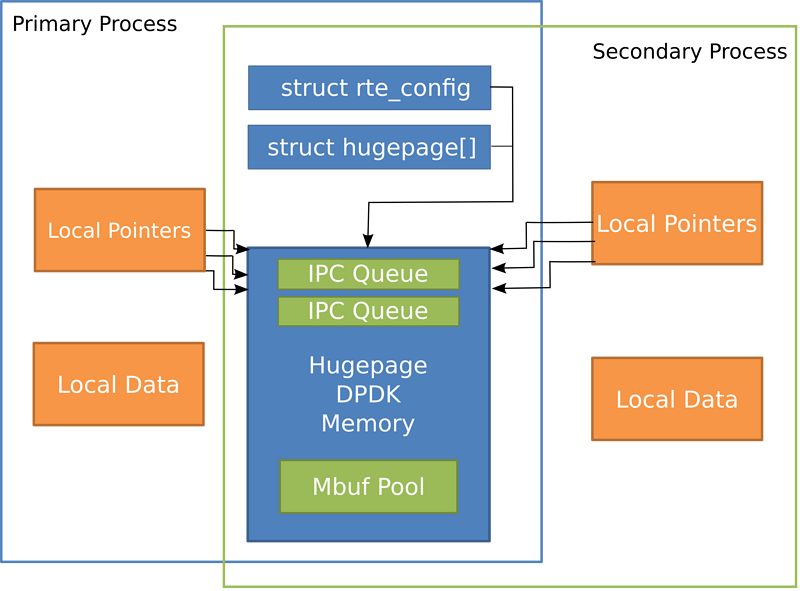 Primary Process
Secondary Process
struct rte_config
struct hugepage[]
Local Pointers
Local Pointers
IPC Queue
IPC Queue
Hugepage
DPDK
Memory
Local Data
Local Data
Mbuf Pool